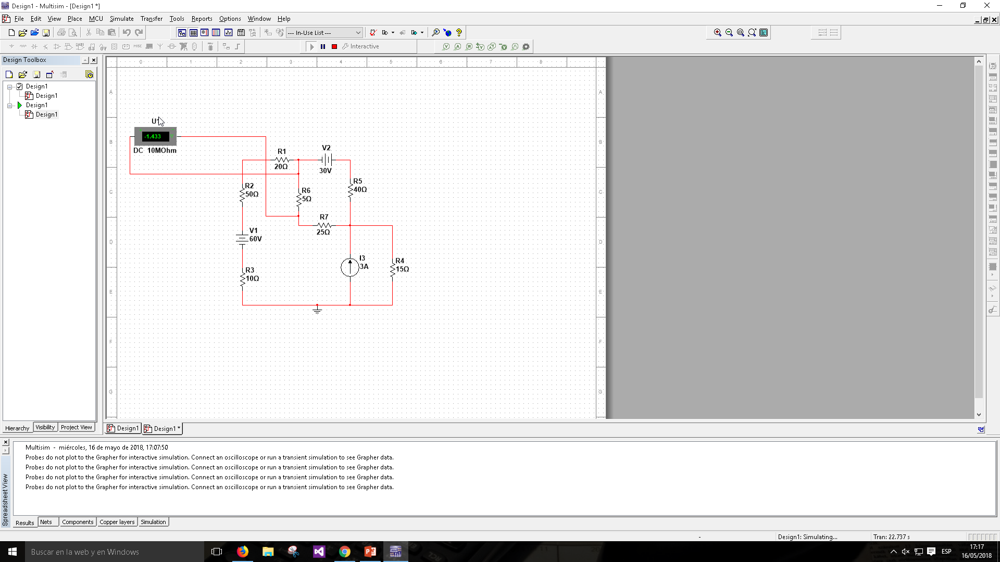 Design1 - Multisim - [Design1 *]
File Edit View Place MCU Simulate Transfer Tools Reports Options Window Help
--- In-Use List ---
MISC
Interactive
Design Toolbox
Design1
Design1
Design1
Design1
0 1 2 3 4 5 6 7 8
A A
B B
C C
D D
E E
F F
G G
U1
-1.433
DC 10MOhm
R1
20Ω
V2
30V
R2
50Ω
R6
5Ω
R5
40Ω
R7
25Ω
V1
60V
I3
3A
R4
15Ω
R3
10Ω
Hierarchy Visibility Project View
Design1 Design1 *
Spreadsheet View
Multisim - miércoles, 16 de mayo de 2018, 17:07:50
Probes do not plot to the Grapher for interactive simulation. Connect an oscilloscope or run a transient simulation to see Grapher data.
Probes do not plot to the Grapher for interactive simulation. Connect an oscilloscope or run a transient simulation to see Grapher data.
Probes do not plot to the Grapher for interactive simulation. Connect an oscilloscope or run a transient simulation to see Grapher data.
Probes do not plot to the Grapher for interactive simulation. Connect an oscilloscope or run a transient simulation to see Grapher data.
Results Nets Components Copper layers Simulation
- Design1: Simulating... Tran: 22.737 s
Buscar en la web y en Windows
ESP
17:17
16/05/2018